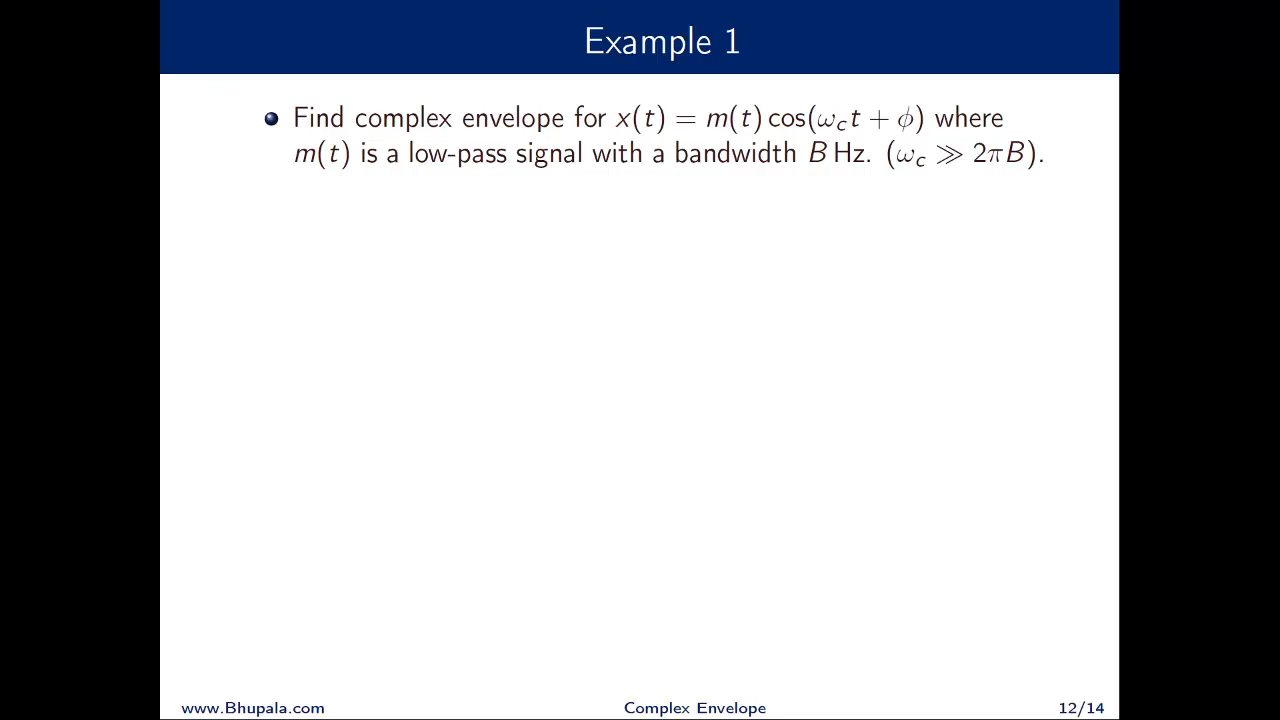 Example 1
Find complex envelope for x(t) = m(t) cos(ω_c t + ϕ) where
m(t) is a low-pass signal with a bandwidth B Hz. (ω_c ≫ 2πB).
www.Bhupala.com Complex Envelope 12/14